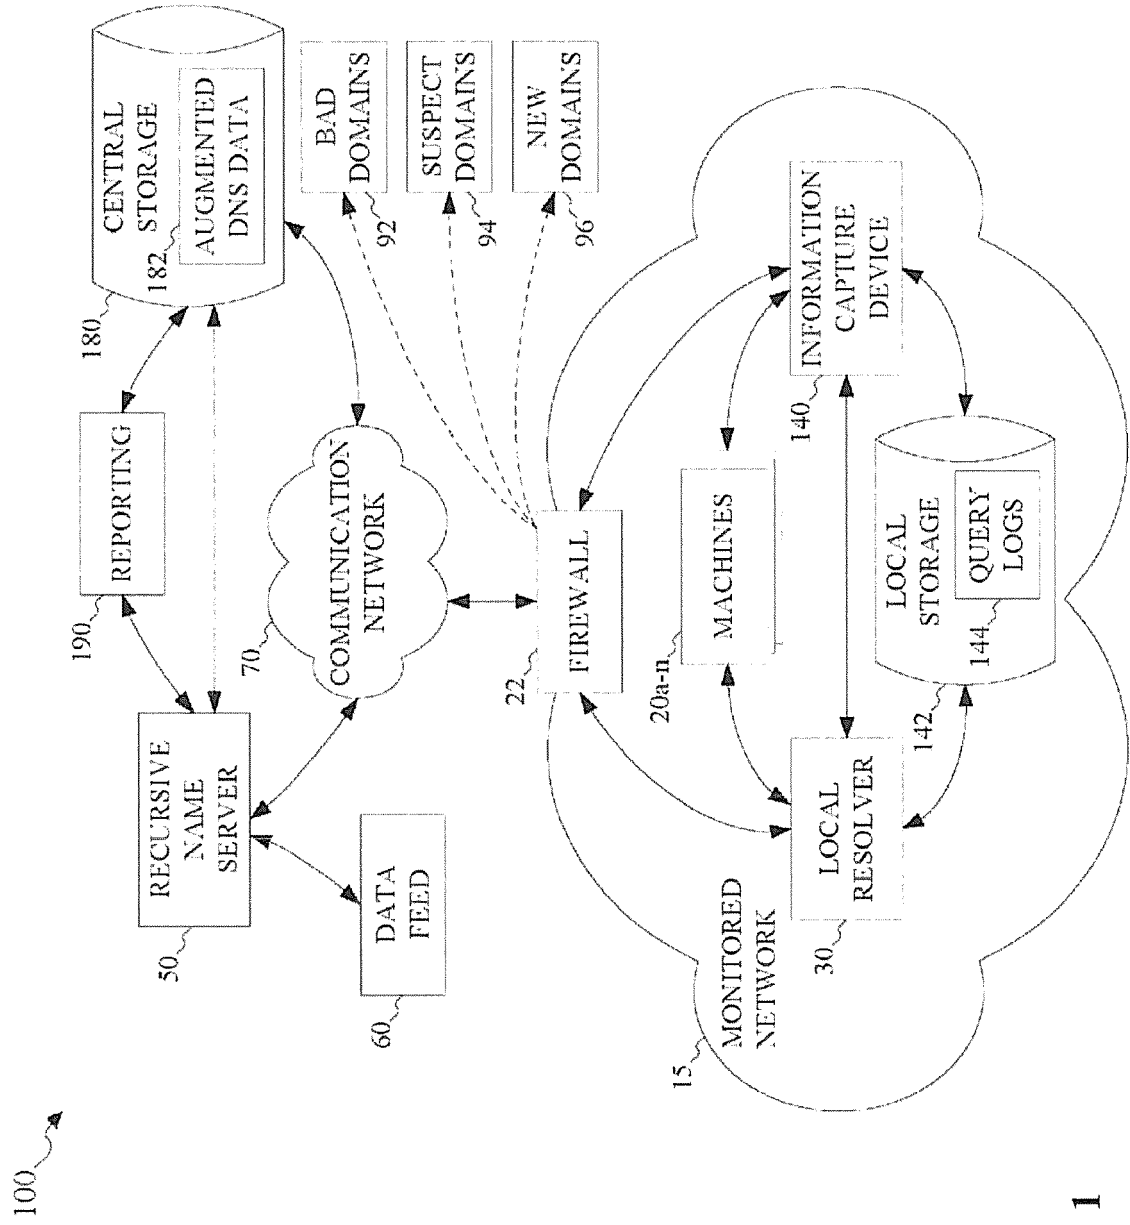 100
RECURSIVE
NAME
SERVER
50
REPORTING
190
CENTRAL
STORAGE
180
AUGMENTED
DNS DATA
182
DATA
FEED
60
COMMUNICATION
NETWORK
70
BAD
DOMAINS
92
SUSPECT
DOMAINS
94
NEW
DOMAINS
96
FIREWALL
22
MONITORED
NETWORK
15
MACHINES
20a-n
LOCAL
RESOLVER
30
INFORMATION
CAPTURE
DEVICE
140
LOCAL
STORAGE
142
QUERY
LOGS
144
1